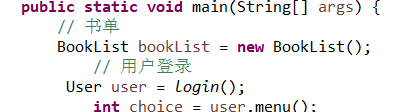 public static void main(String[] args) {
// 书单
BookList bookList = new BookList();
// 用户登录
User user = login();
int choice = user.menu();